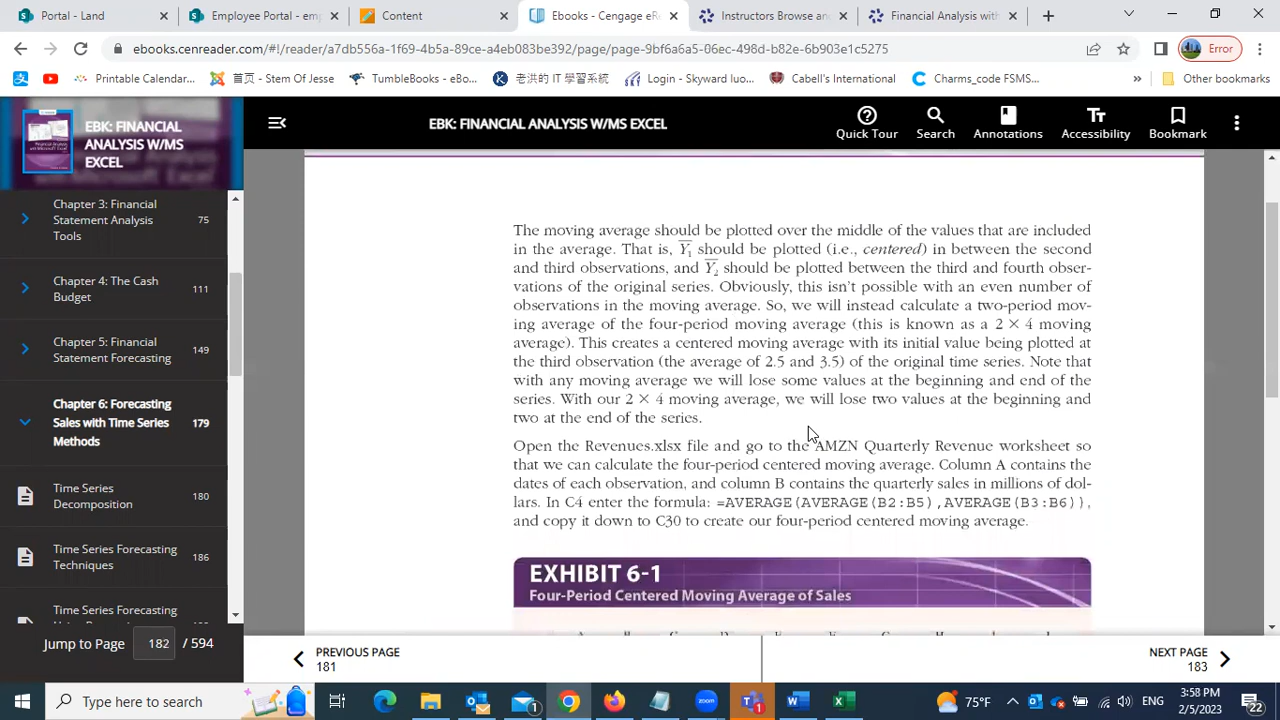 Portal - Land
Employee Portal - emp
Content
Ebooks - Cengage eRe
Instructors Browse and
Financial Analysis with
ebooks.cenreader.com/#!/reader/a7db556a-1f69-4b5a-89ce-a4eb083be392/page/page-9bf6a6a5-06ec-498d-b82e-6b903e1c5275
Error
Printable Calendar...
首页 - Stem Of Jesse
TumbleBooks - eBo...
老洪的 IT 學習系統
Login - Skyward Iuo...
Cabell's International
Charms_code FSMS...
»
Other bookmarks
EBK: FINANCIAL
ANALYSIS W/MS
EXCEL
EBK: FINANCIAL ANALYSIS W/MS EXCEL
Quick Tour
Search
Annotations
Accessibility
Bookmark
Chapter 3: Financial
Statement Analysis
Tools
75
Chapter 4: The Cash
Budget
111
Chapter 5: Financial
Statement Forecasting
149
Chapter 6: Forecasting
Sales with Time Series
Methods
179
Time Series
Decomposition
180
Time Series Forecasting
Techniques
186
Time Series Forecasting
Jump to Page 182 / 594
The moving average should be plotted over the middle of the values that are included
in the average. That is, Y̅₁ should be plotted (i.e., centered) in between the second
and third observations, and Y̅₂ should be plotted between the third and fourth obser-
vations of the original series. Obviously, this isn't possible with an even number of
observations in the moving average. So, we will instead calculate a two-period mov-
ing average of the four-period moving average (this is known as a 2 × 4 moving
average). This creates a centered moving average with its initial value being plotted at
the third observation (the average of 2.5 and 3.5) of the original time series. Note that
with any moving average we will lose some values at the beginning and end of the
series. With our 2 × 4 moving average, we will lose two values at the beginning and
two at the end of the series.
Open the Revenues.xlsx file and go to the AMZN Quarterly Revenue worksheet so
that we can calculate the four-period centered moving average. Column A contains the
dates of each observation, and column B contains the quarterly sales in millions of dol-
lars. In C4 enter the formula: =AVERAGE(AVERAGE(B2:B5),AVERAGE(B3:B6)),
and copy it down to C30 to create our four-period centered moving average.
EXHIBIT 6-1
Four-Period Centered Moving Average of Sales
PREVIOUS PAGE
181
NEXT PAGE
183
Type here to search
75°F
ENG
3:58 PM
2/5/2023
22